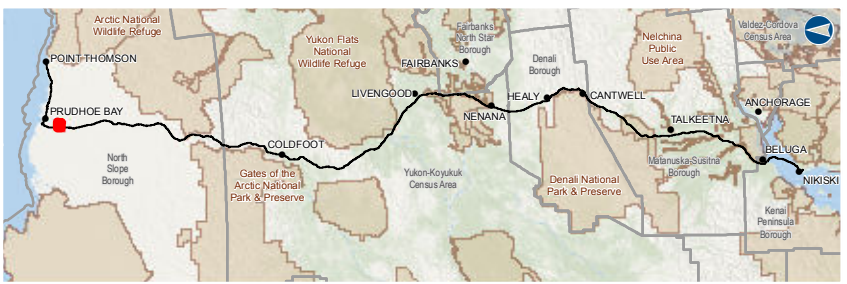 Arctic National
Wildlife Refuge
POINT THOMSON
PRUDHOE BAY
North
Slope
Borough
COLDFOOT
Gates of the
Arctic National
Park & Preserve
Yukon Flats
National
Wildlife Refuge
LIVENGOOD
Yukon-Koyukuk
Census Area
Fairbanks
North Star
Borough
FAIRBANKS
NENANA
Denali
Borough
HEALY
CANTWELL
Denali National
Park & Preserve
Nelchina
Public
Use Area
TALKEETNA
Matanuska-Susitna
Borough
Valdez-Cordova
Census Area
ANCHORAGE
BELUGA
NIKISKI
Kenai
Peninsula
Borough